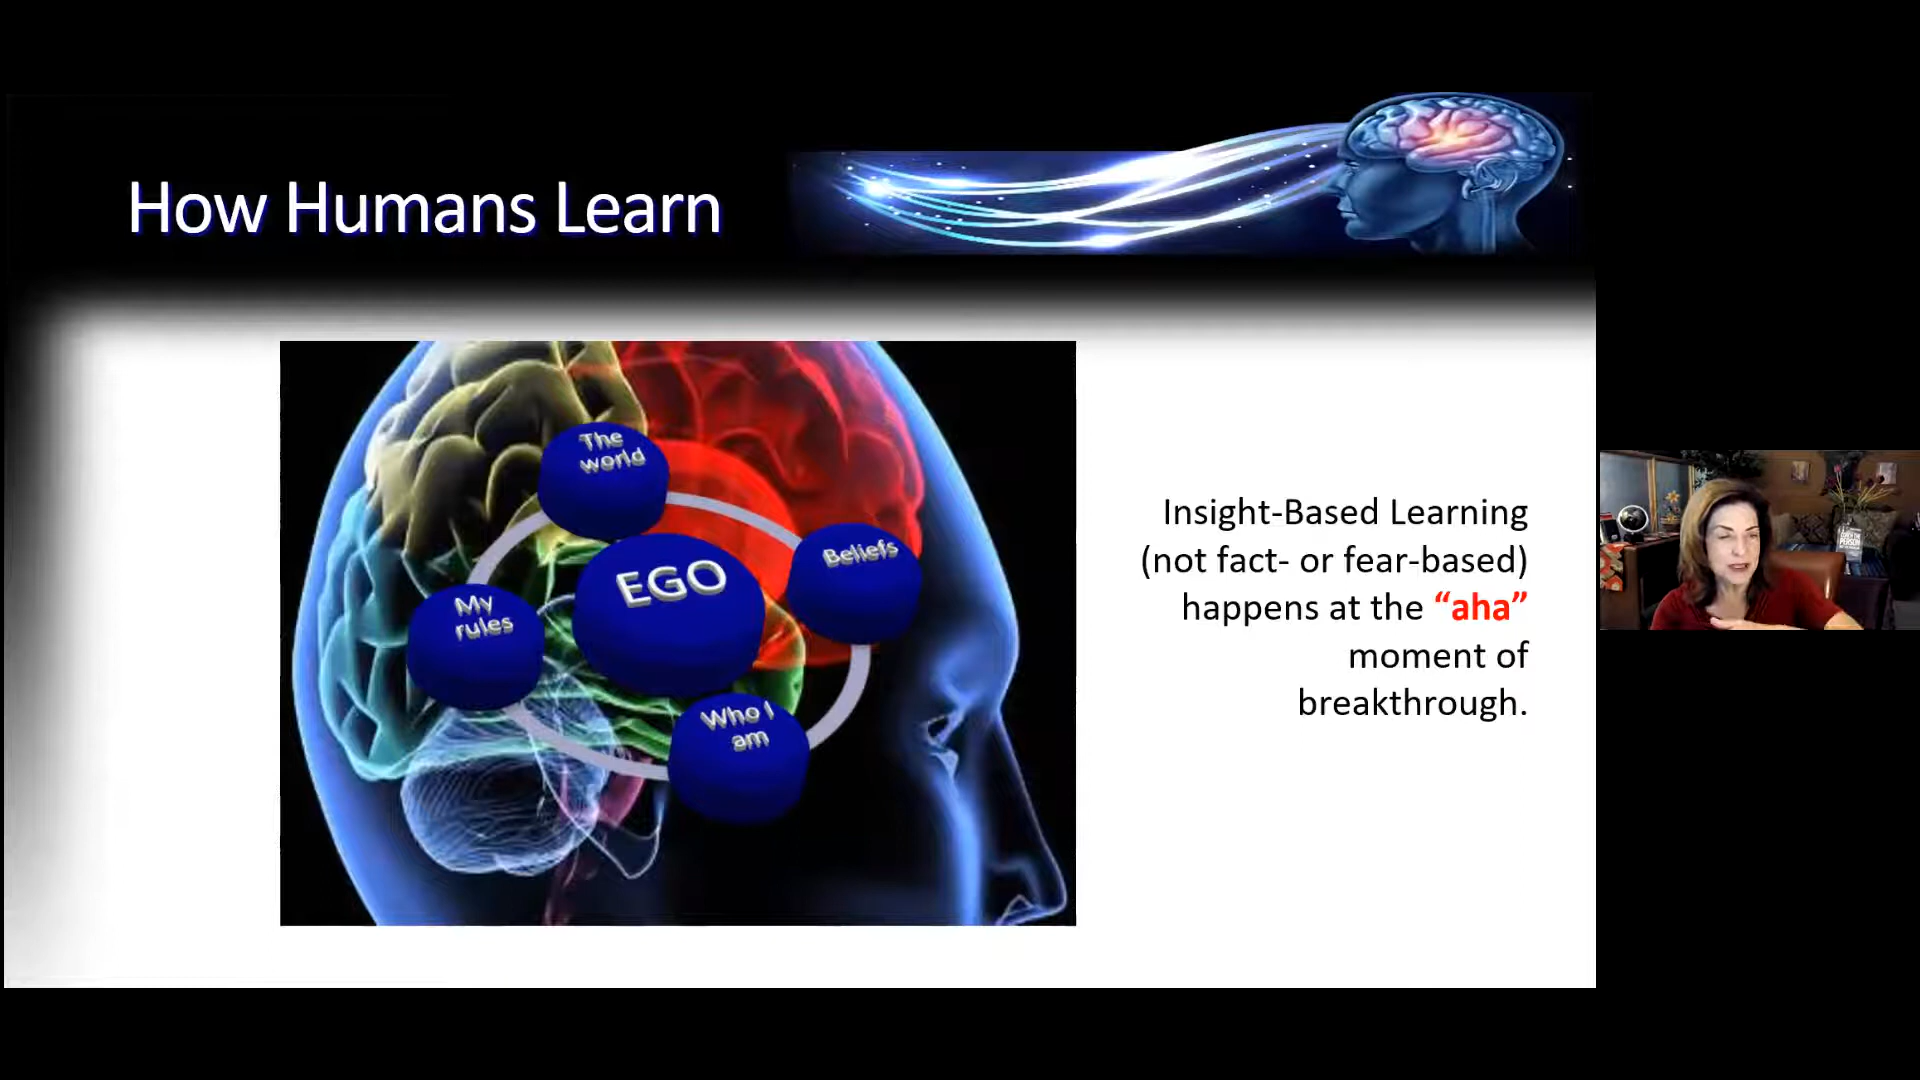 How Humans Learn
The
world
Beliefs
EGO
My
rules
Who I
am
Insight-Based Learning
(not fact- or fear-based)
happens at the “aha”
moment of
breakthrough.